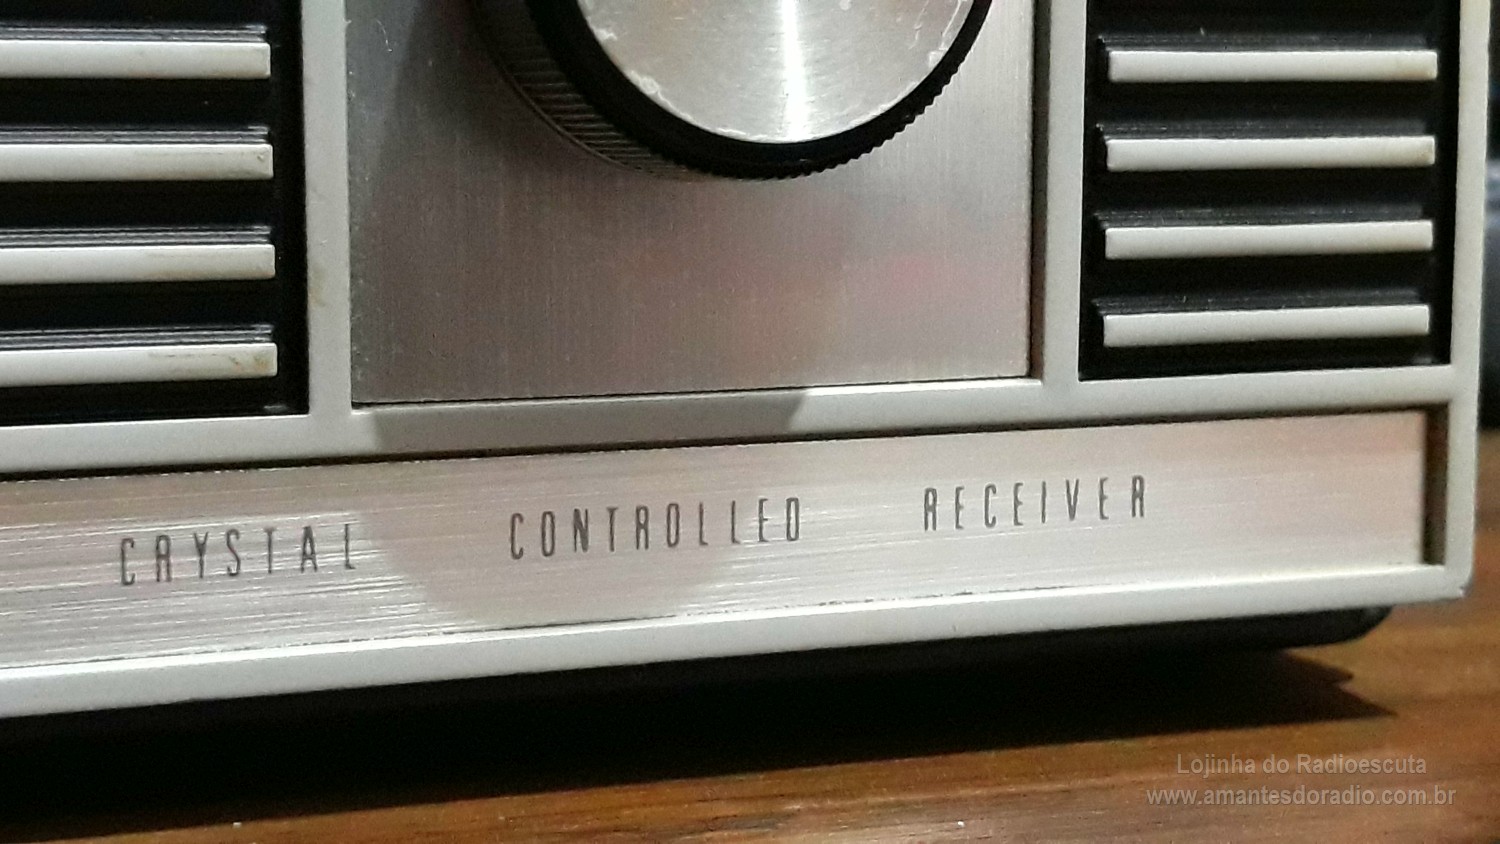 CRYSTAL CONTROLLED RECEIVER
Lojinha do Radioescuta
www.amantesdoradio.com.br